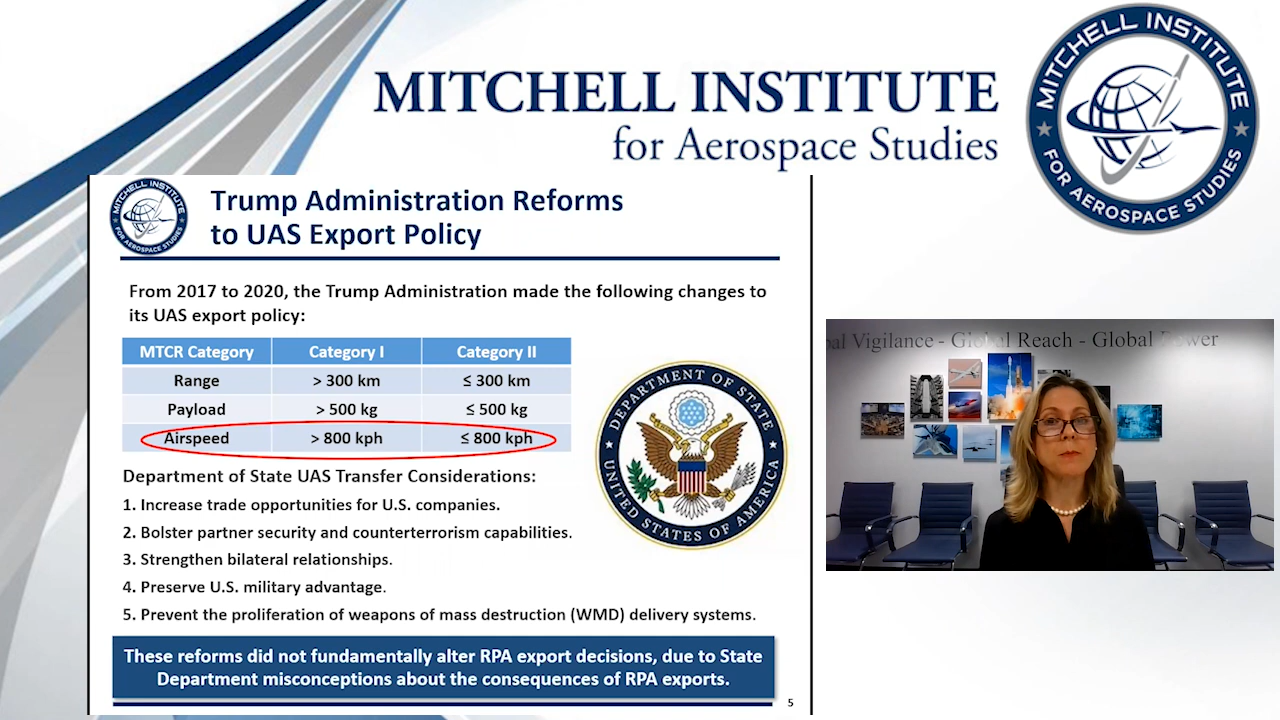 MITCHELL INSTITUTE
for Aerospace Studies
MITCHELL INSTITUTE
FOR AEROSPACE STUDIES
MITCHELL INSTITUTE
FOR AEROSPACE STUDIES
Trump Administration Reforms
to UAS Export Policy
From 2017 to 2020, the Trump Administration made the following changes to
its UAS export policy:
MTCR Category Category I Category II
Range > 300 km ≤ 300 km
Payload > 500 kg ≤ 500 kg
Airspeed > 800 kph ≤ 800 kph
DEPARTMENT OF STATE
UNITED STATES OF AMERICA
Department of State UAS Transfer Considerations:
1. Increase trade opportunities for U.S. companies.
2. Bolster partner security and counterterrorism capabilities.
3. Strengthen bilateral relationships.
4. Preserve U.S. military advantage.
5. Prevent the proliferation of weapons of mass destruction (WMD) delivery systems.
These reforms did not fundamentally alter RPA export decisions, due to State
Department misconceptions about the consequences of RPA exports.
5
Vigilance - Global Reach - Global Power